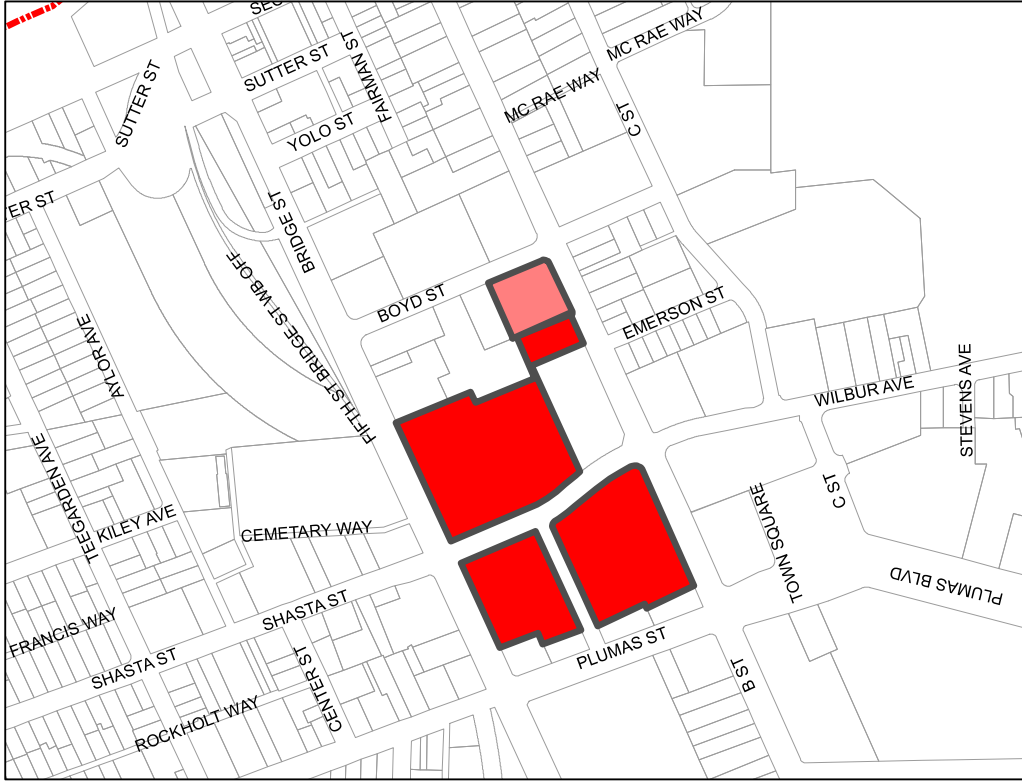 SEC
SUTTER ST
FAIRMAN ST
MC RAE WAY
SUTTER ST
MC RAE WAY
C ST
YOLO ST
TER ST
BRIDGE ST
FIFTH ST BRIDGE ST WB OFF
BOYD ST
EMERSON ST
AYLOR AVE
WILBUR AVE
STEVENS AVE
TEEGARDEN AVE
KILEY AVE
CEMETARY WAY
C ST
TOWN SQUARE
PLUMAS BLVD
FRANCIS WAY
SHASTA ST
SHASTA ST
PLUMAS ST
CENTER ST
B ST
ROCKHOLT WAY